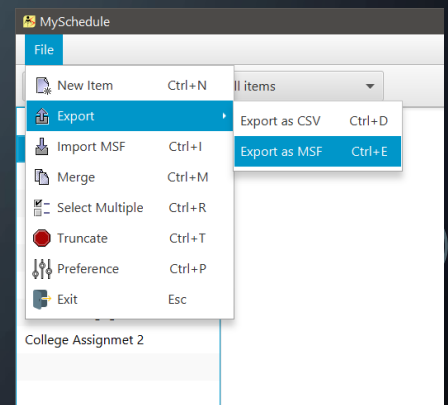 MySchedule
File
New Item Ctrl+N
ll items
Export
Export as CSV Ctrl+D
Import MSF Ctrl+I
Export as MSF Ctrl+E
Merge Ctrl+M
Select Multiple Ctrl+R
Truncate Ctrl+T
Preference Ctrl+P
Exit Esc
College Assignmet 2